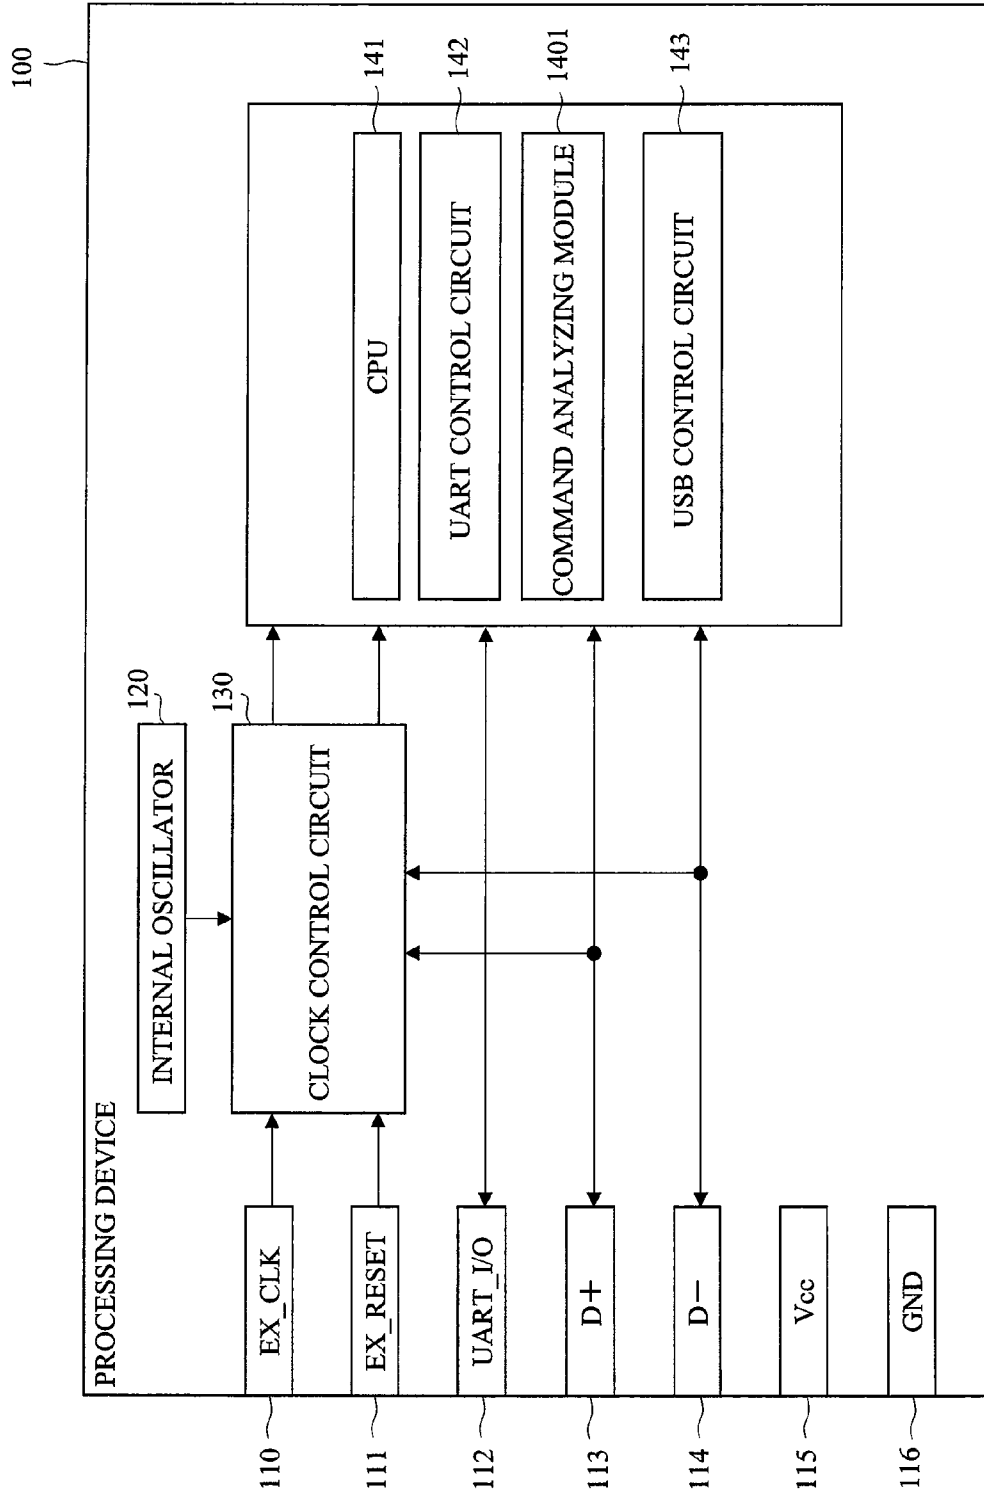 100
PROCESSING DEVICE
INTERNAL OSCILLATOR
120
CLOCK CONTROL CIRCUIT
130
CPU
141
UART CONTROL CIRCUIT
142
COMMAND ANALYZING MODULE
1401
USB CONTROL CIRCUIT
143
110
EX_CLK
111
EX_RESET
112
UART_I/O
113
D+
114
D−
115
Vcc
116
GND